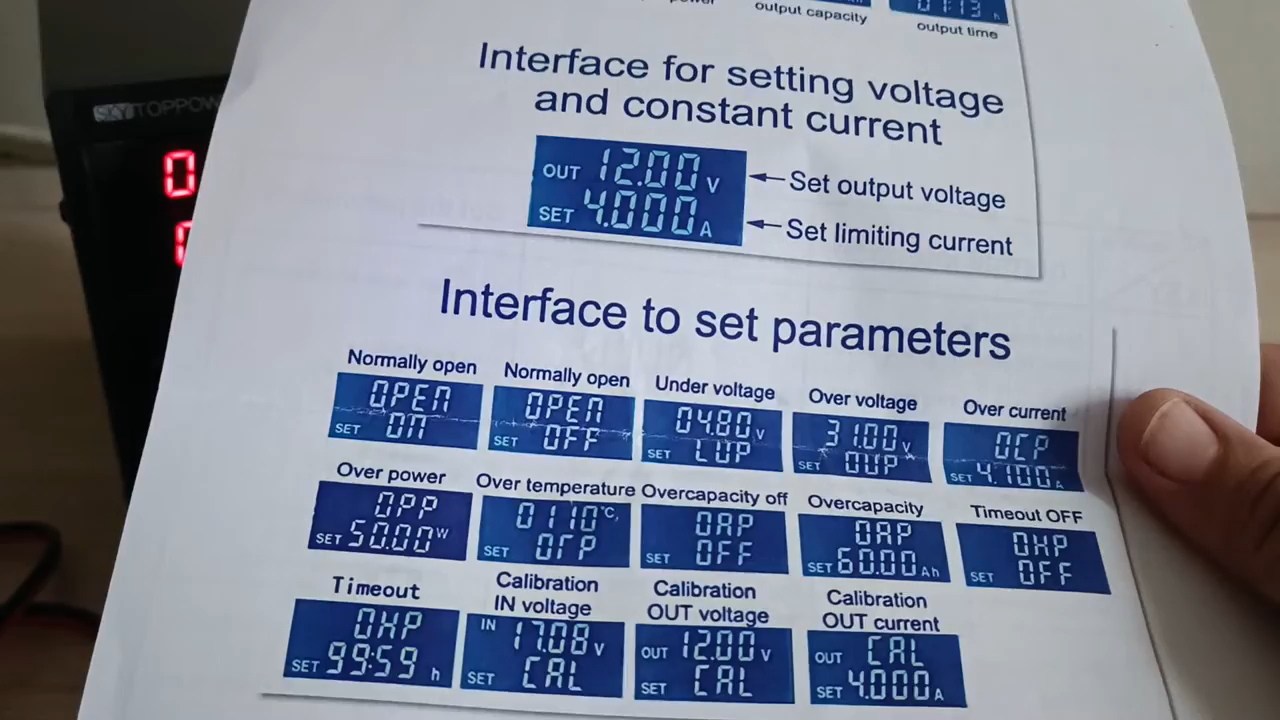 output capacity
01:13 h
output time
Interface for setting voltage
and constant current
OUT 12.00 V
SET 4.000 A
Set output voltage
Set limiting current
Interface to set parameters
Normally open
OPEN
SET ON
Normally open
OPEN
SET OFF
Under voltage
04.80 V
SET LUP
Over voltage
31.00 V
SET OUP
Over current
OCP
SET 4.100 A
Over power
OPP
SET 50.00 W
Over temperature
0110 °C,
SET OTP
Overcapacity off
OAP
SET OFF
Overcapacity
OAP
SET 60.00 Ah
Timeout OFF
OHP
SET OFF
Timeout
OHP
SET 99:59 h
Calibration
IN voltage
IN 17.08 V
SET CAL
Calibration
OUT voltage
OUT 12.00 V
SET CAL
Calibration
OUT current
OUT CAL
SET 4.000 A
SKYTOPPOW
0